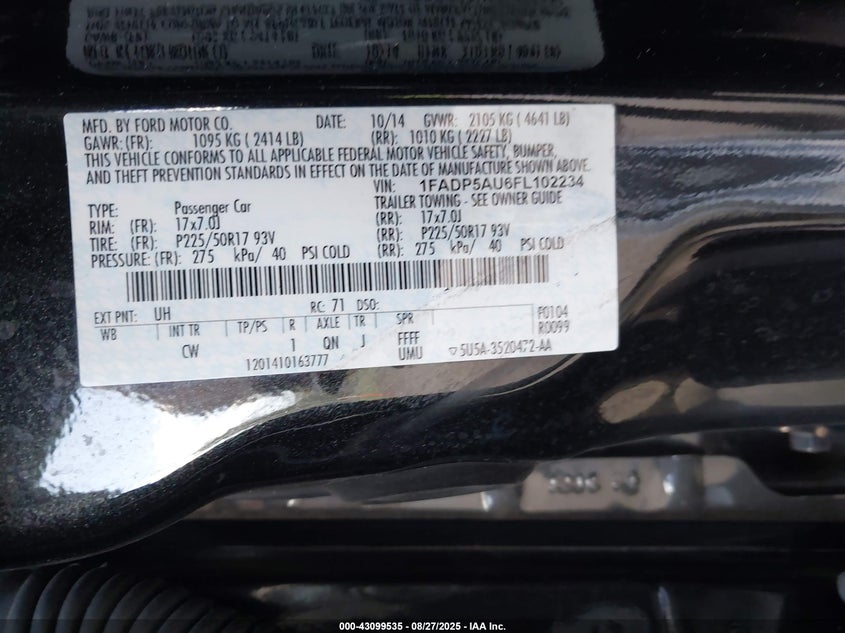 MFD. BY FORD MOTOR CO. DATE: 10/14 GVWR: 2105 KG ( 4641 LB)
GAWR: (FR): 1095 KG ( 2414 LB) (RR): 1010 KG ( 2227 LB)
THIS VEHICLE CONFORMS TO ALL APPLICABLE FEDERAL MOTOR VEHICLE SAFETY, BUMPER,
AND THEFT PREVENTION STANDARDS IN EFFECT ON THE DATE OF MANUFACTURE SHOWN ABOVE.
VIN: 1FADP5AU6FL102234
TYPE: Passenger Car TRAILER TOWING - SEE OWNER GUIDE
RIM: (FR): 17x7.0J (RR): 17x7.0J
TIRE: (FR): P225/50R17 93V (RR): P225/50R17 93V
PRESSURE: (FR): 275 kPa/ 40 PSI COLD (RR): 275 kPa/ 40 PSI COLD
EXT PNT: UH RC: 71 DSO: F0104
WB INT TR TP/PS R AXLE TR SPR R0099
CW 1 QN J FFFF
UMU
1201410163777 ▽5U5A-3520472-AA
000-43099535 - 08/27/2025 - IAA Inc.